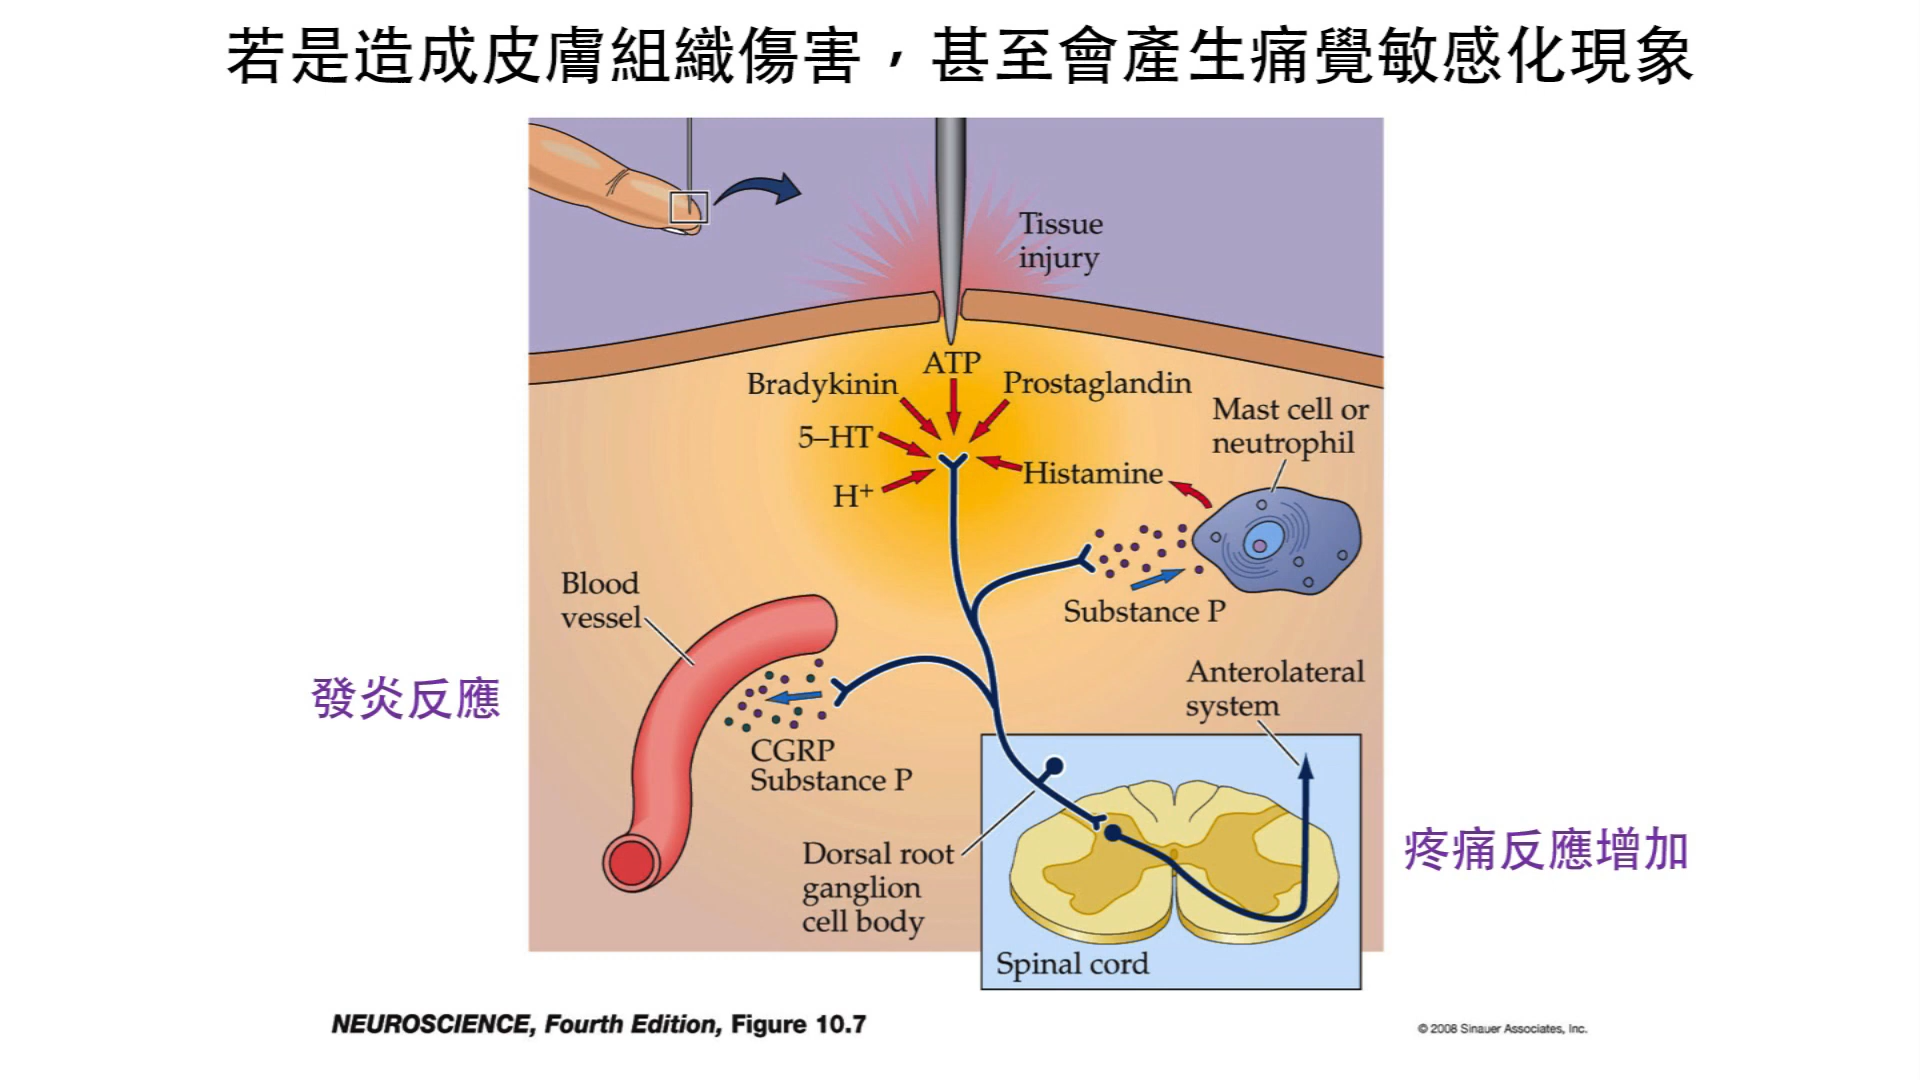 若是造成皮膚組織傷害，甚至會產生痛覺敏感化現象
Tissue
injury
ATP
Bradykinin
Prostaglandin
5–HT
Histamine
H+
Mast cell or
neutrophil
Substance P
Blood
vessel
發炎反應
CGRP
Substance P
Anterolateral
system
Dorsal root
ganglion
cell body
疼痛反應增加
Spinal cord
NEUROSCIENCE, Fourth Edition, Figure 10.7
© 2008 Sinauer Associates, Inc.